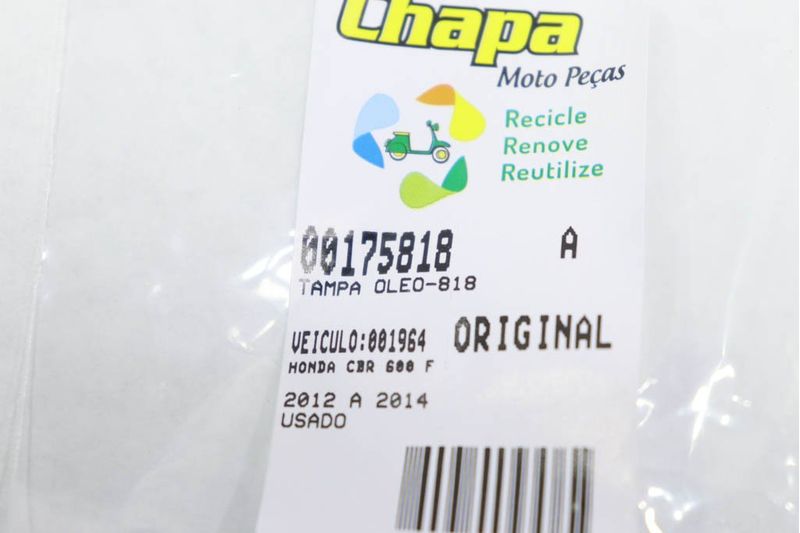 Chapa
Moto Peças
Recicle
Renove
Reutilize
00175818 A
TAMPA OLEO-818
VEICULO:001964 ORIGINAL
HONDA CBR 600 F
2012 A 2014
USADO